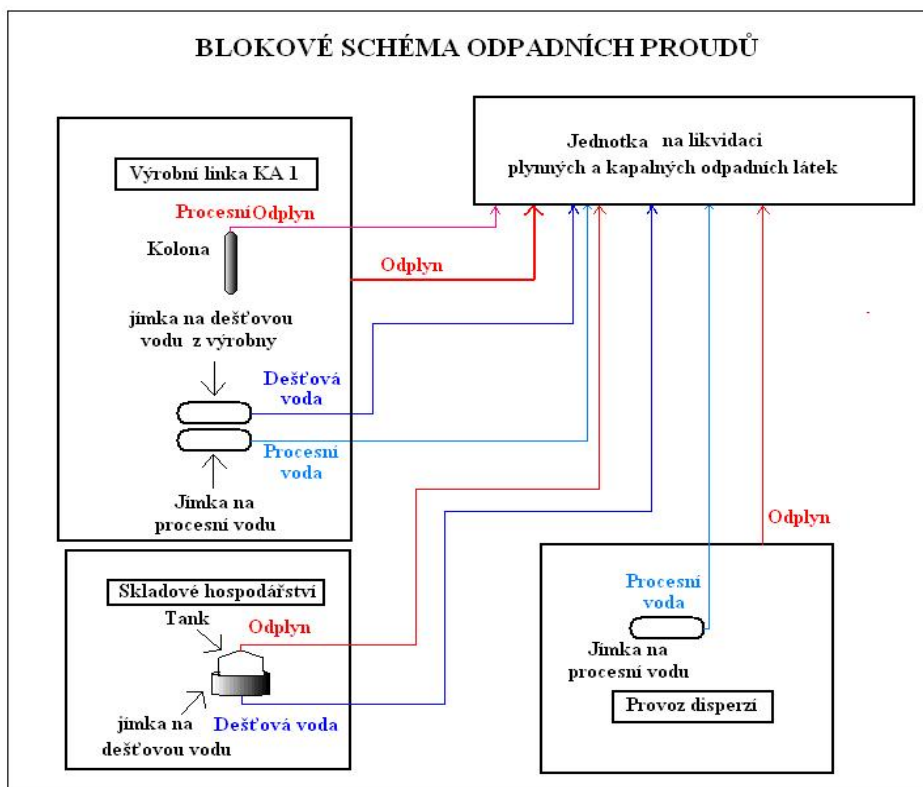 BLOKOVÉ SCHÉMA ODPADNÍCH PROUDŮ
Jednotka na likvidaci
plynných a kapalných odpadních látek
Výrobní linka KA 1
Procesní Odplyn
Kolona
Odplyn
jímka na dešťovou
vodu z výrobny
Dešťová
voda
Procesní
voda
Jímka na
procesní vodu
Skladové hospodářství
Tank
Odplyn
jímka na
dešťovou vodu
Dešťová voda
Odplyn
Procesní
voda
Jímka na
procesní vodu
Provoz disperzí